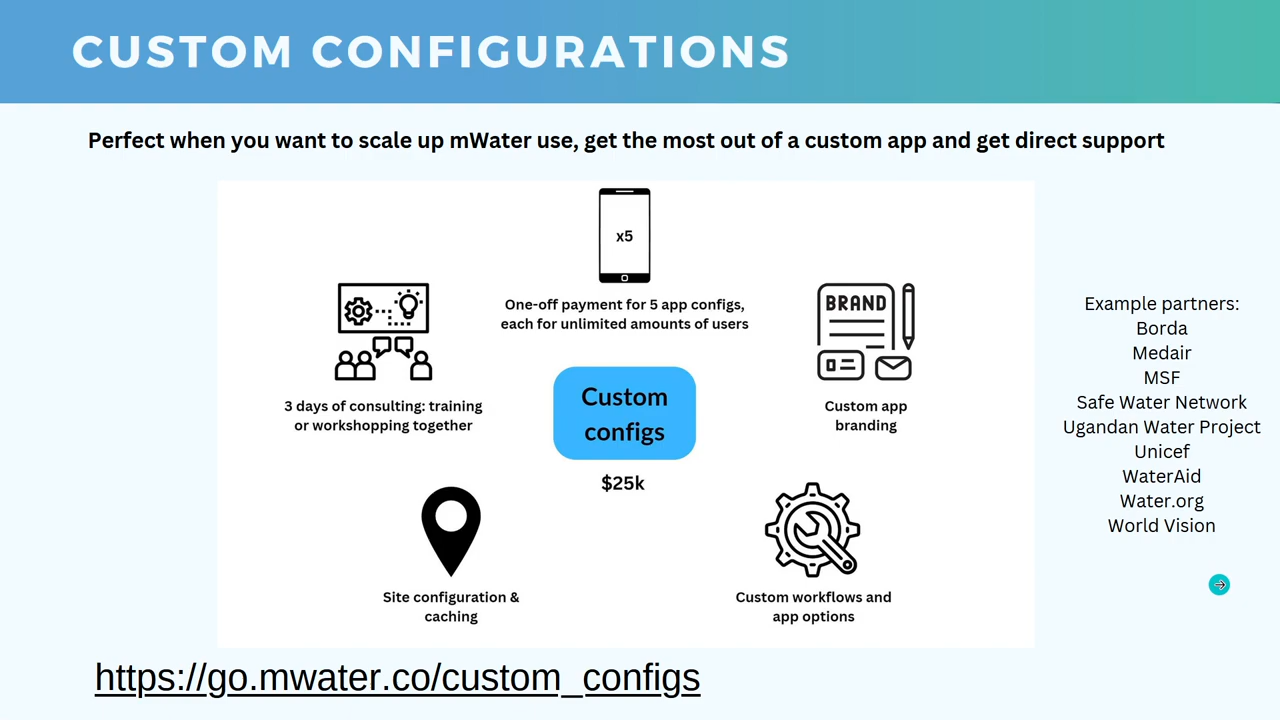 CUSTOM CONFIGURATIONS
Perfect when you want to scale up mWater use, get the most out of a custom app and get direct support
x5
One-off payment for 5 app configs,
each for unlimited amounts of users
3 days of consulting: training
or workshopping together
BRAND
Custom app
branding
Custom
configs
$25k
Site configuration &
caching
Custom workflows and
app options
Example partners:
Borda
Medair
MSF
Safe Water Network
Ugandan Water Project
Unicef
WaterAid
Water.org
World Vision
https://go.mwater.co/custom_configs